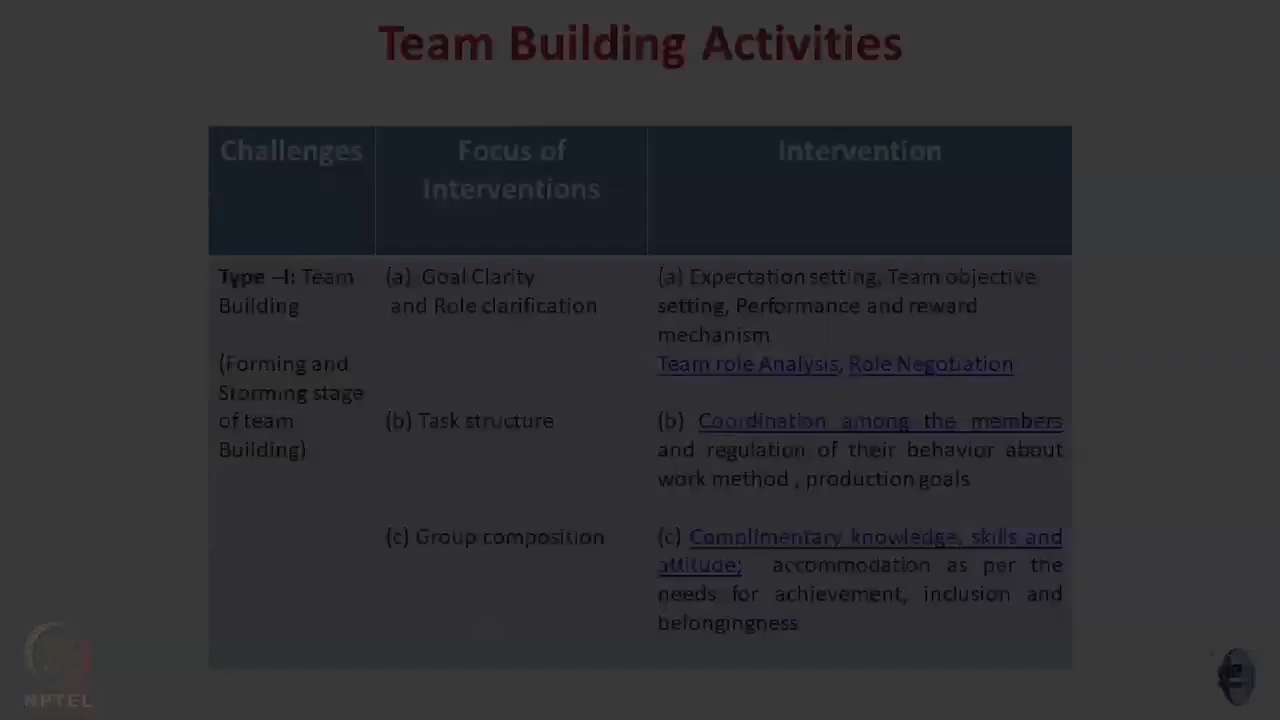 Team Building Activities
Challenges
Focus of
Interventions
Intervention
Type –I: Team
Building
(Forming and
Storming stage
of team
Building)
(a) Goal Clarity
and Role clarification
(a) Expectation setting, Team objective
setting, Performance and reward
mechanism
Team role Analysis, Role Negotiation
(b) Task structure
(b) Coordination among the members
and regulation of their behavior about
work method , production goals
(c) Group composition
(c) Complimentary knowledge, skills and
attitude; accommodation as per the
needs for achievement, inclusion and
belongingness
NPTEL